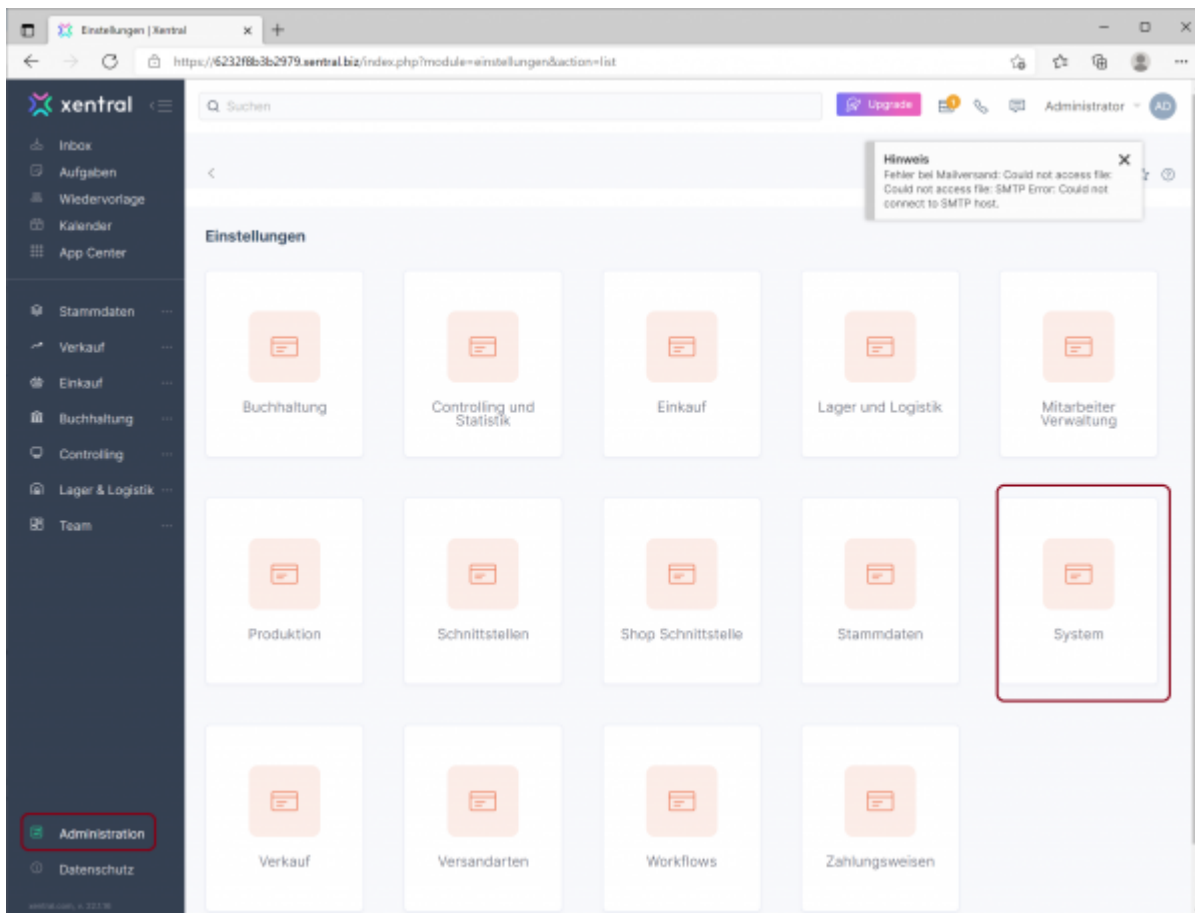 Einstellungen | Xentral
https://6232f8b3b2979.xentral.biz/index.php?module=einstellungen&action=list
xentral
Suchen
Upgrade
Administrator
AD
Inbox
Aufgaben
Wiedervorlage
Kalender
App Center
Hinweis
Fehler bei Mailversand: Could not access file:
Could not access file: SMTP Error: Could not
connect to SMTP host.
Einstellungen
Stammdaten
Verkauf
Einkauf
Buchhaltung
Controlling
Lager & Logistik
Team
Buchhaltung
Controlling und
Statistik
Einkauf
Lager und Logistik
Mitarbeiter
Verwaltung
Produktion
Schnittstellen
Shop Schnittstelle
Stammdaten
System
Verkauf
Versandarten
Workflows
Zahlungsweisen
Administration
Datenschutz